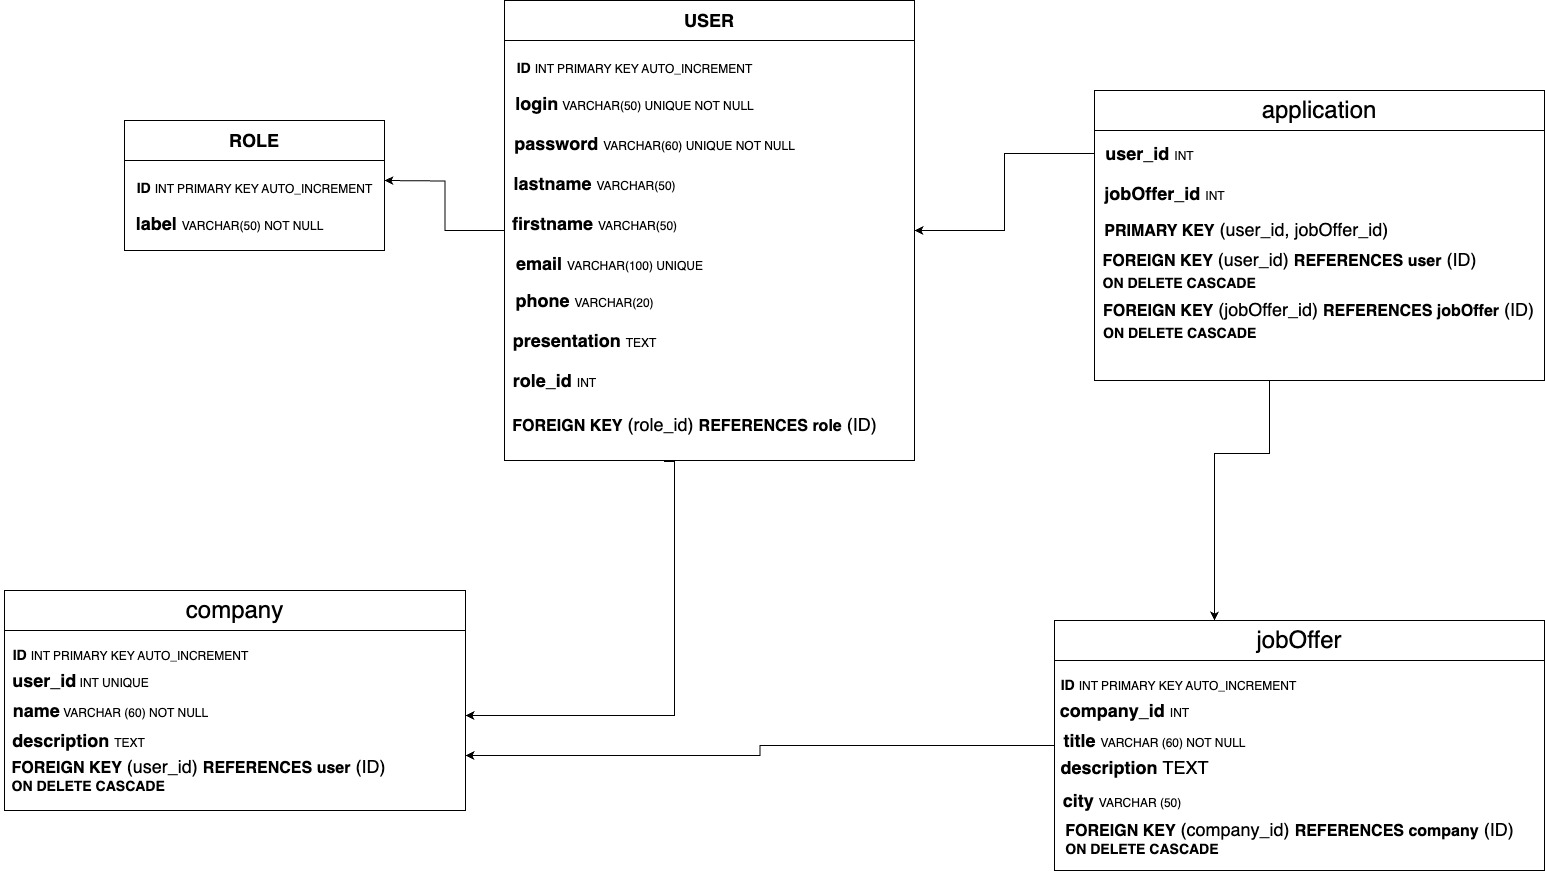 USER
ID INT PRIMARY KEY AUTO_INCREMENT
login VARCHAR(50) UNIQUE NOT NULL
password VARCHAR(60) UNIQUE NOT NULL
lastname VARCHAR(50)
firstname VARCHAR(50)
email VARCHAR(100) UNIQUE
phone VARCHAR(20)
presentation TEXT
role_id INT
FOREIGN KEY (role_id) REFERENCES role (ID)
ROLE
ID INT PRIMARY KEY AUTO_INCREMENT
label VARCHAR(50) NOT NULL
application
user_id INT
jobOffer_id INT
PRIMARY KEY (user_id, jobOffer_id)
FOREIGN KEY (user_id) REFERENCES user (ID)
ON DELETE CASCADE
FOREIGN KEY (jobOffer_id) REFERENCES jobOffer (ID)
ON DELETE CASCADE
company
ID INT PRIMARY KEY AUTO_INCREMENT
user_id INT UNIQUE
name VARCHAR (60) NOT NULL
description TEXT
FOREIGN KEY (user_id) REFERENCES user (ID)
ON DELETE CASCADE
jobOffer
ID INT PRIMARY KEY AUTO_INCREMENT
company_id INT
title VARCHAR (60) NOT NULL
description TEXT
city VARCHAR (50)
FOREIGN KEY (company_id) REFERENCES company (ID)
ON DELETE CASCADE